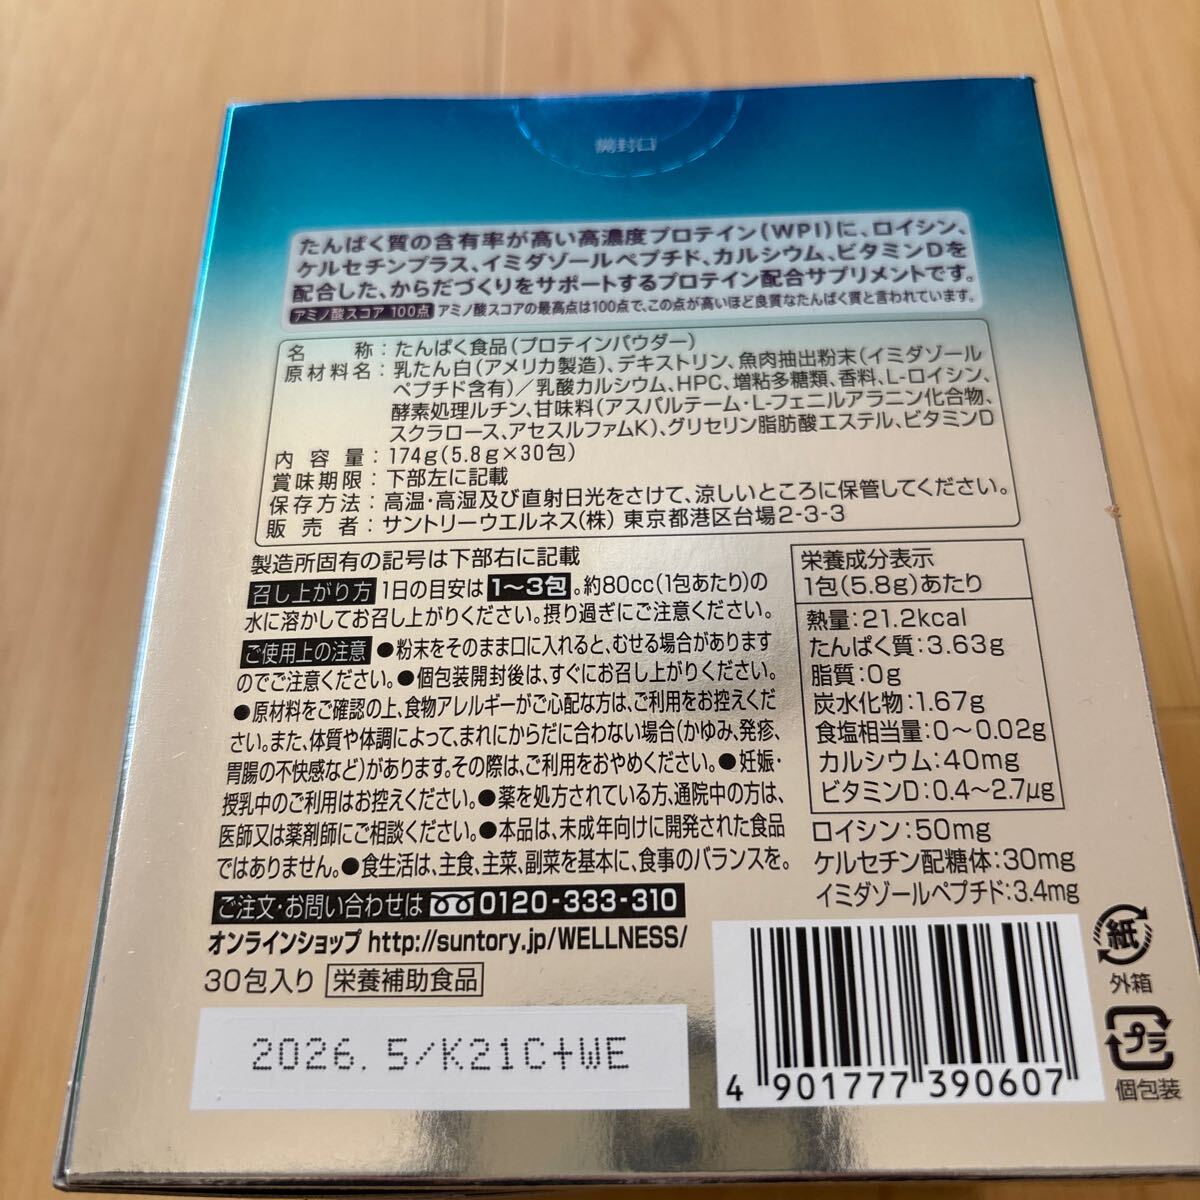 開封口
たんぱく質の含有率が高い高濃度プロテイン(WPI)に、ロイシン、
ケルセチンプラス、イミダゾールペプチド、カルシウム、ビタミンDを
配合した、からだづくりをサポートするプロテイン配合サプリメントです。
アミノ酸スコア 100点 アミノ酸スコアの最高点は100点で、この点が高いほど良質なたんぱく質と言われています。
名 称：たんぱく食品(プロテインパウダー)
原材料名：乳たん白(アメリカ製造)、デキストリン、魚肉抽出粉末(イミダゾール
ペプチド含有)／乳酸カルシウム、HPC、増粘多糖類、香料、L-ロイシン、
酵素処理ルチン、甘味料(アスパルテーム・L-フェニルアラニン化合物、
スクラロース、アセスルファムK)、グリセリン脂肪酸エステル、ビタミンD
内 容 量：174g(5.8g×30包)
賞味期限：下部左に記載
保存方法：高温・高湿及び直射日光をさけて、涼しいところに保管してください。
販 売 者：サントリーウエルネス(株) 東京都港区台場2-3-3
製造所固有の記号は下部右に記載
召し上がり方 1日の目安は 1〜3包 。約80cc(1包あたり)の
水に溶かしてお召し上がりください。摂り過ぎにご注意ください。
ご使用上の注意 ●粉末をそのまま口に入れると、むせる場合があります
のでご注意ください。●個包装開封後は、すぐにお召し上がりください。
●原材料をご確認の上、食物アレルギーがご心配な方は、ご利用をお控えくだ
さい。また、体質や体調によって、まれにからだに合わない場合(かゆみ、発疹、
胃腸の不快感など)があります。その際は、ご利用をおやめください。●妊娠・
授乳中のご利用はお控えください。●薬を処方されている方、通院中の方は、
医師又は薬剤師にご相談ください。●本品は、未成年向けに開発された食品
ではありません。●食生活は、主食、主菜、副菜を基本に、食事のバランスを。
ご注文・お問い合わせは 0120-333-310
オンラインショップ http://suntory.jp/WELLNESS/
30包入り 栄養補助食品
栄養成分表示
1包(5.8g)あたり
熱量：21.2kcal
たんぱく質：3.63g
脂質：0g
炭水化物：1.67g
食塩相当量：0〜0.02g
カルシウム：40mg
ビタミンD：0.4〜2.7μg
ロイシン：50mg
ケルセチン配糖体：30mg
イミダゾールペプチド：3.4mg
2026. 5/K21C+WE
4 901777 390607
紙
外箱
プラ
個包装